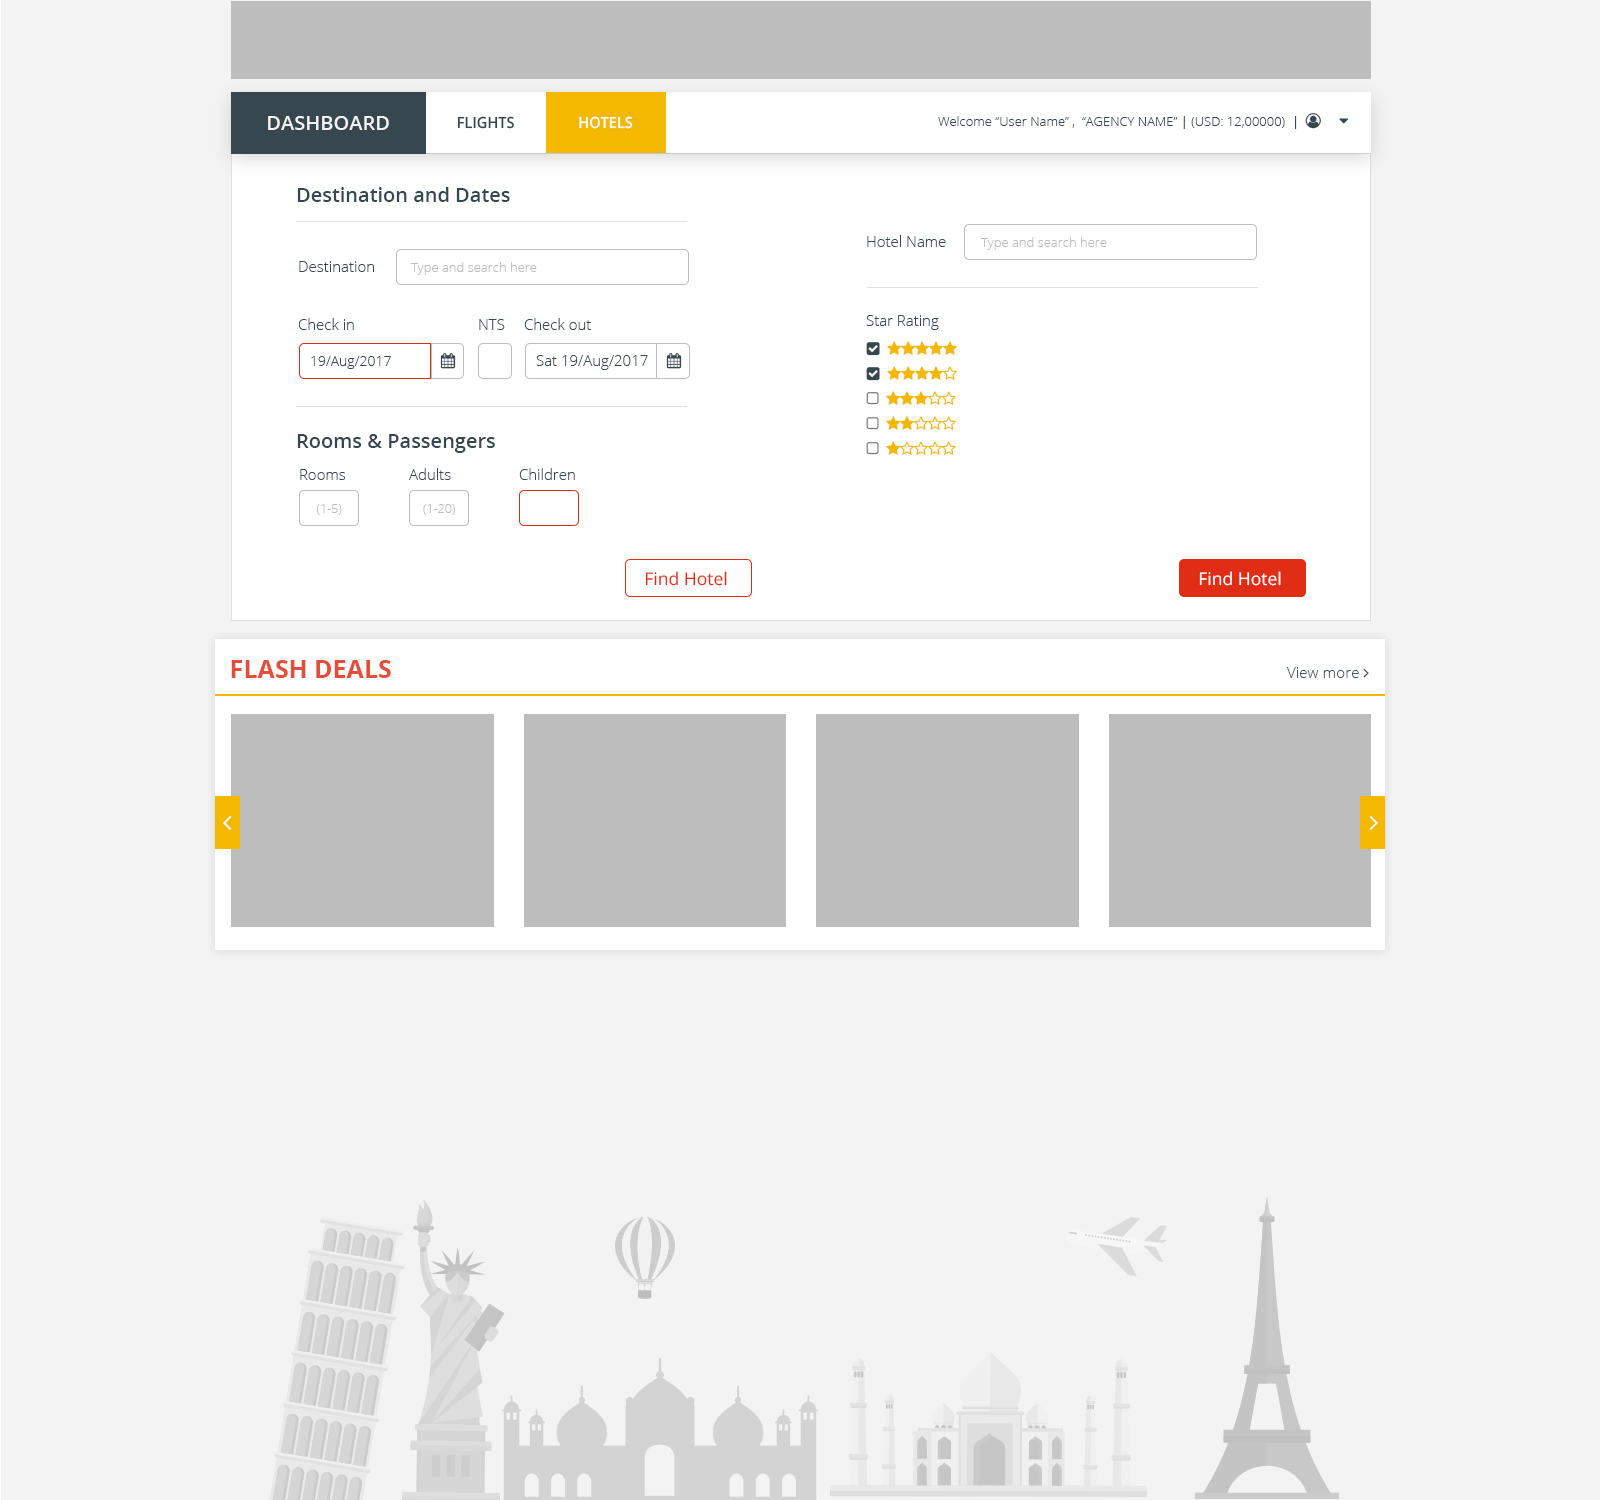 DASHBOARD FLIGHTS HOTELS Welcome “User Name” , “AGENCY NAME” | (USD: 12,00000) |
Destination and Dates
Destination Type and search here
Check in NTS Check out
19/Aug/2017 Sat 19/Aug/2017
Rooms & Passengers
Rooms Adults Children
(1-5) (1-20)
Find Hotel
Hotel Name Type and search here
Star Rating
Find Hotel
FLASH DEALS View more